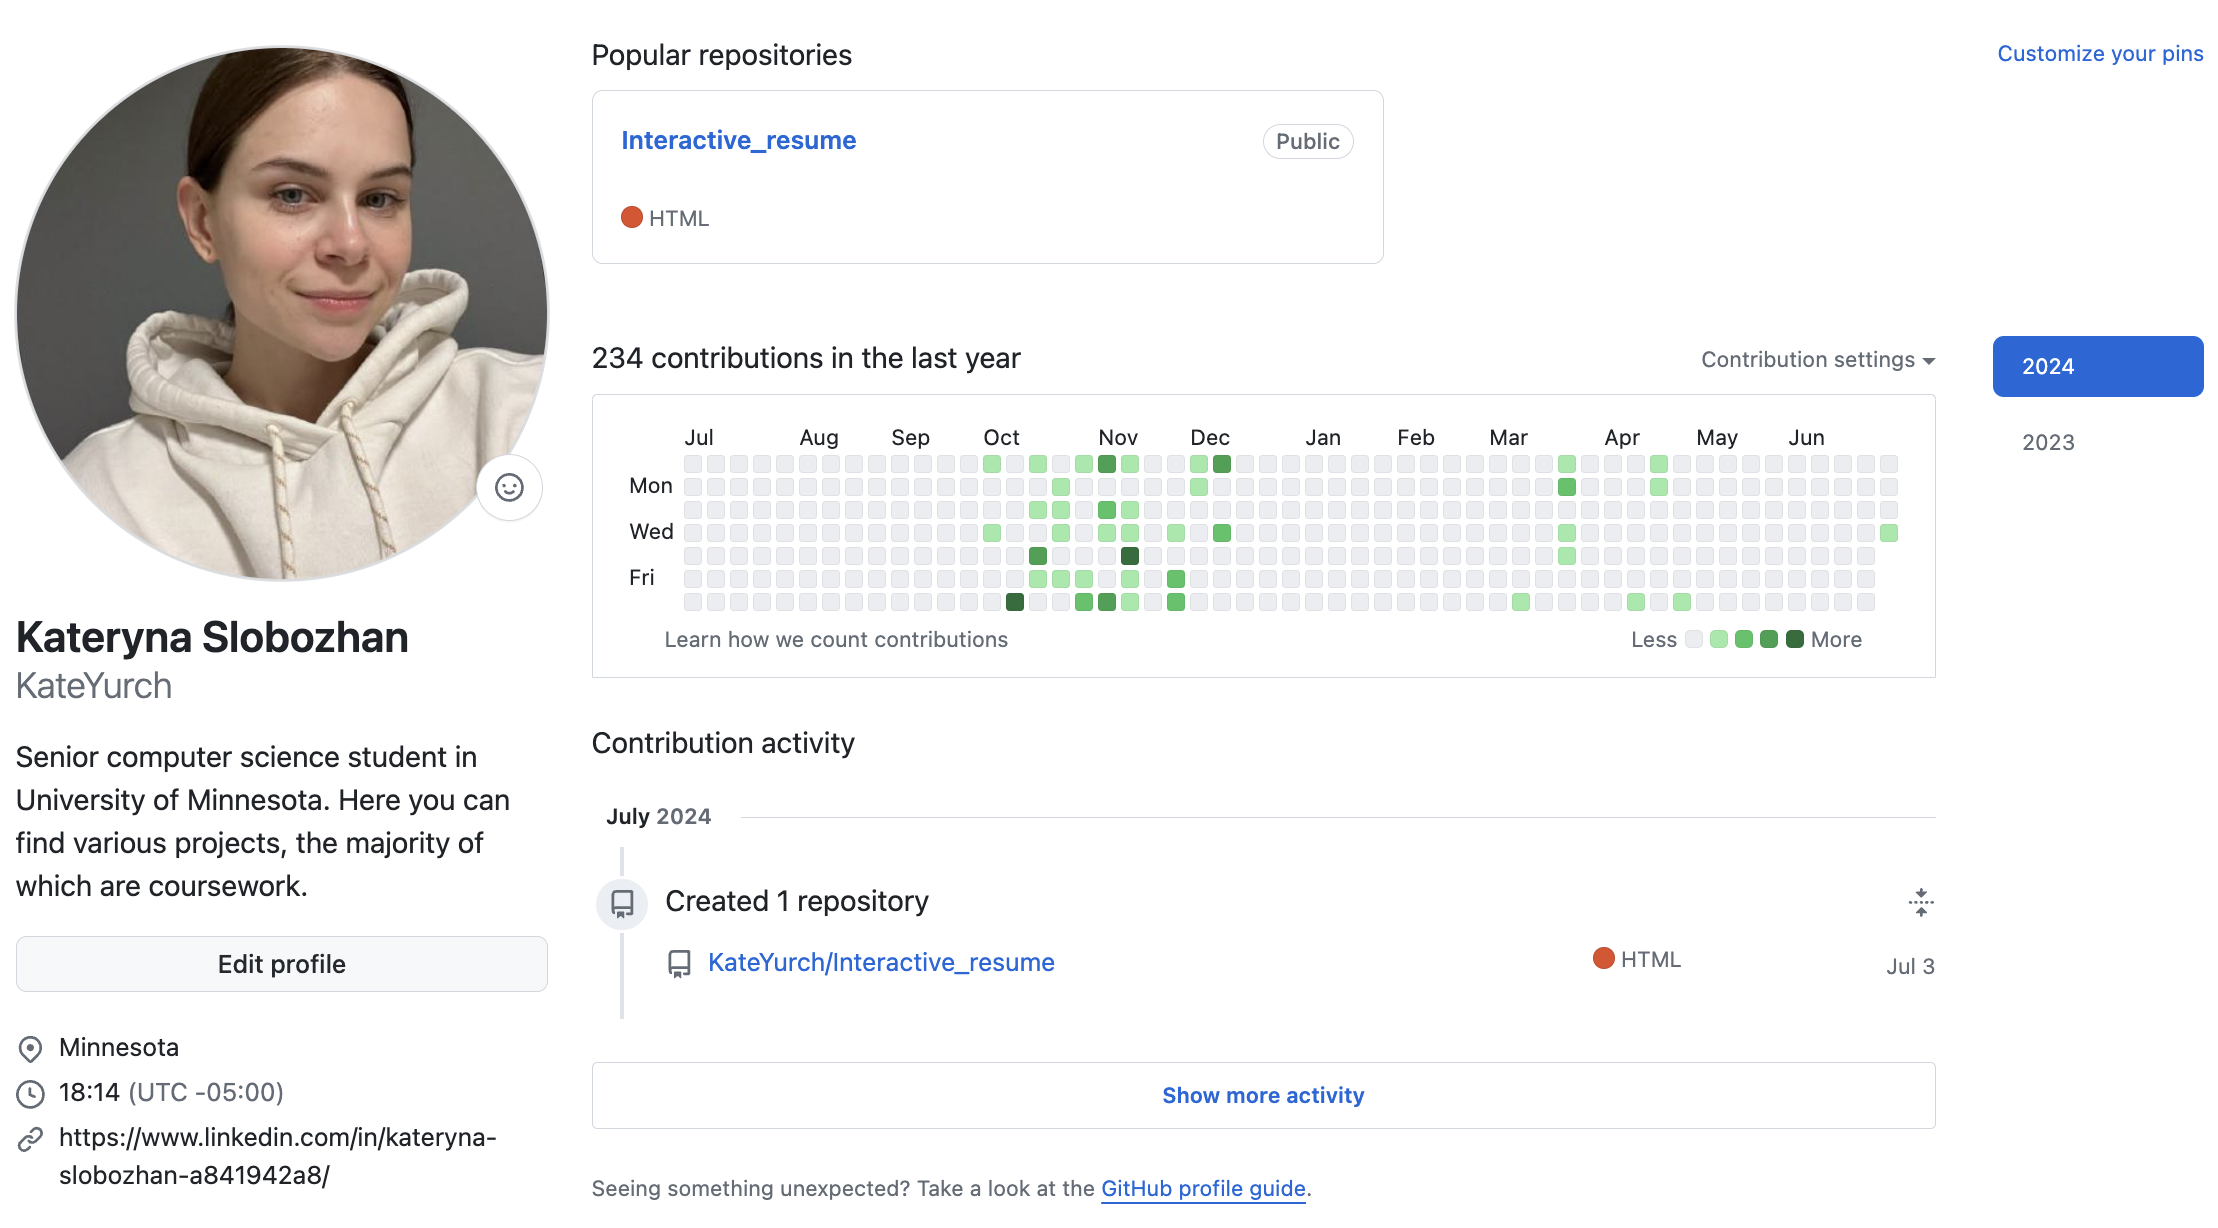 Kateryna Slobozhan
KateYurch
Senior computer science student in
University of Minnesota. Here you can
find various projects, the majority of
which are coursework.
Edit profile
Minnesota
18:14 (UTC -05:00)
https://www.linkedin.com/in/kateryna-
slobozhan-a841942a8/
Popular repositories
Customize your pins
Interactive_resume
Public
HTML
234 contributions in the last year
Contribution settings
2024
2023
Jul Aug Sep Oct Nov Dec Jan Feb Mar Apr May Jun
Mon
Wed
Fri
Learn how we count contributions
Less More
Contribution activity
July 2024
Created 1 repository
KateYurch/Interactive_resume HTML Jul 3
Show more activity
Seeing something unexpected? Take a look at the GitHub profile guide.